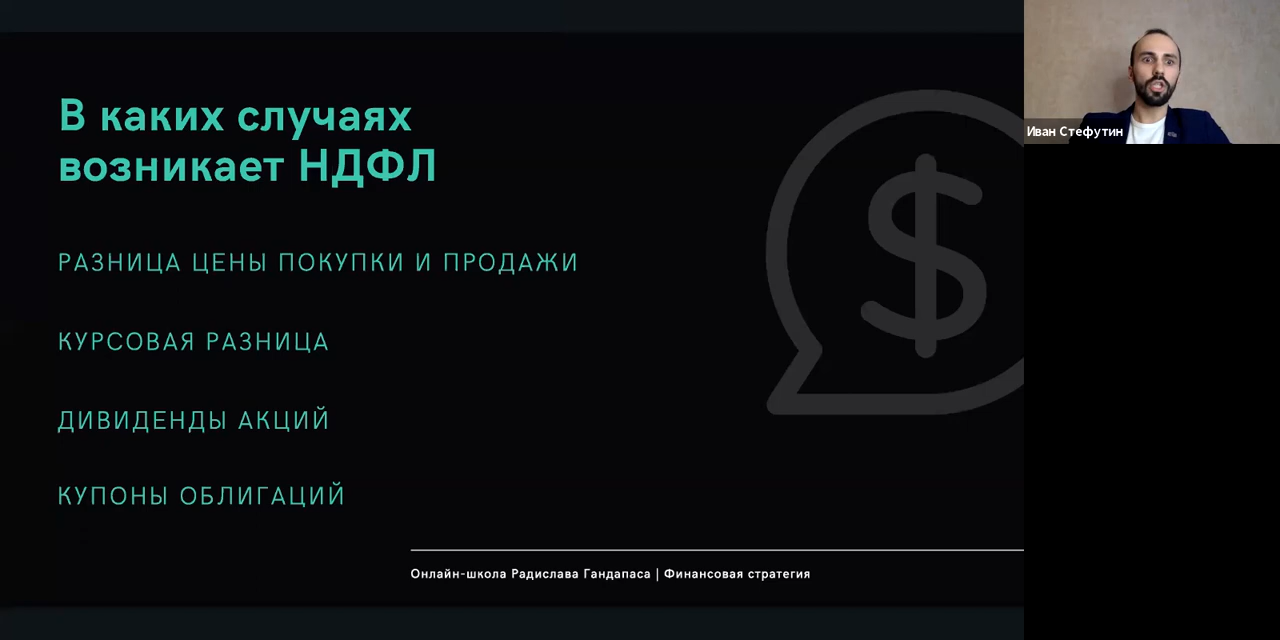 В каких случаях
возникает НДФЛ
РАЗНИЦА ЦЕНЫ ПОКУПКИ И ПРОДАЖИ
КУРСОВАЯ РАЗНИЦА
ДИВИДЕНДЫ АКЦИЙ
КУПОНЫ ОБЛИГАЦИЙ
Онлайн-школа Радислава Гандапаса | Финансовая стратегия
Иван Стефутин